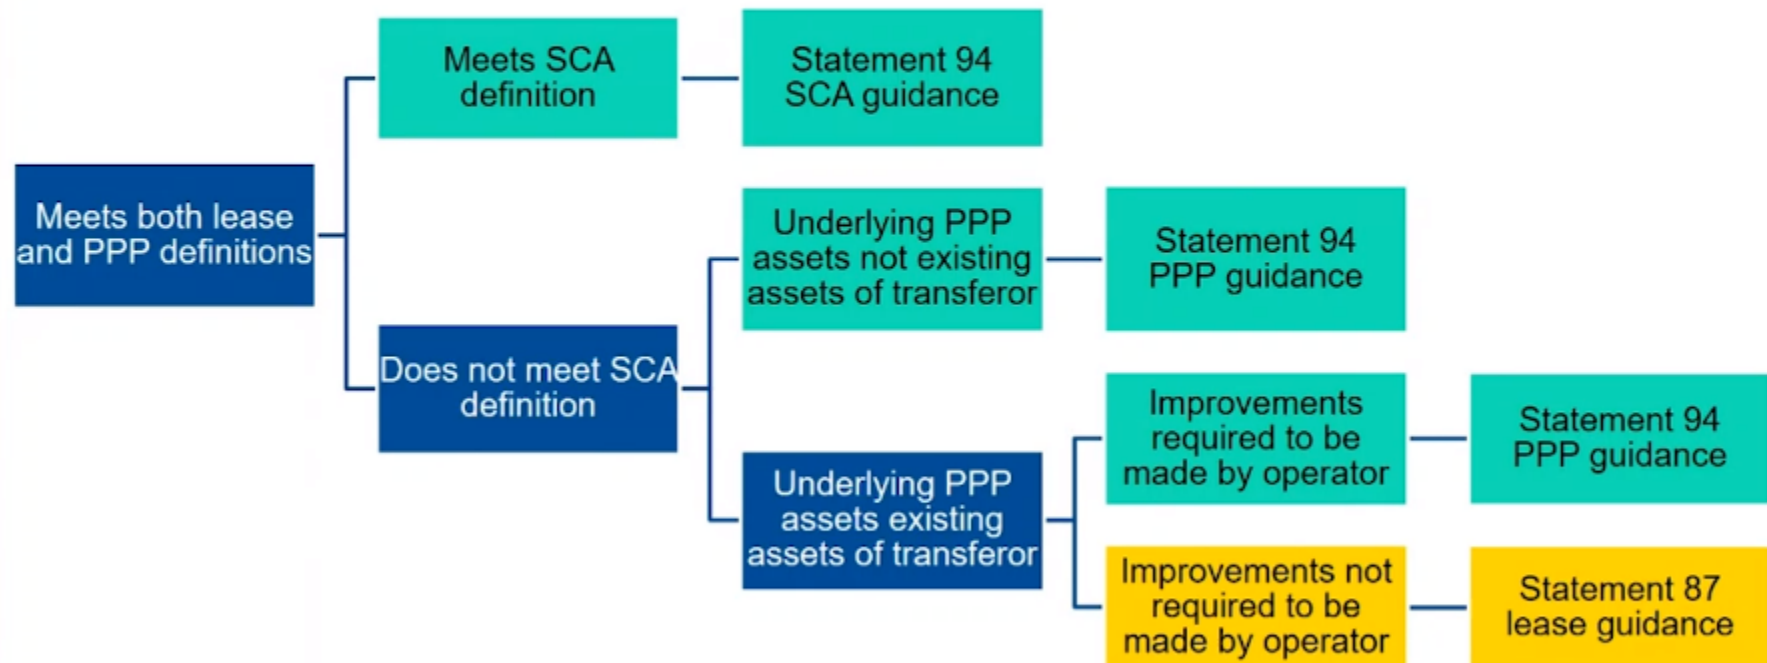 Meets both lease
and PPP definitions
Meets SCA
definition
Statement 94
SCA guidance
Does not meet SCA
definition
Underlying PPP
assets not existing
assets of transferor
Statement 94
PPP guidance
Underlying PPP
assets existing
assets of transferor
Improvements
required to be
made by operator
Statement 94
PPP guidance
Improvements not
required to be
made by operator
Statement 87
lease guidance